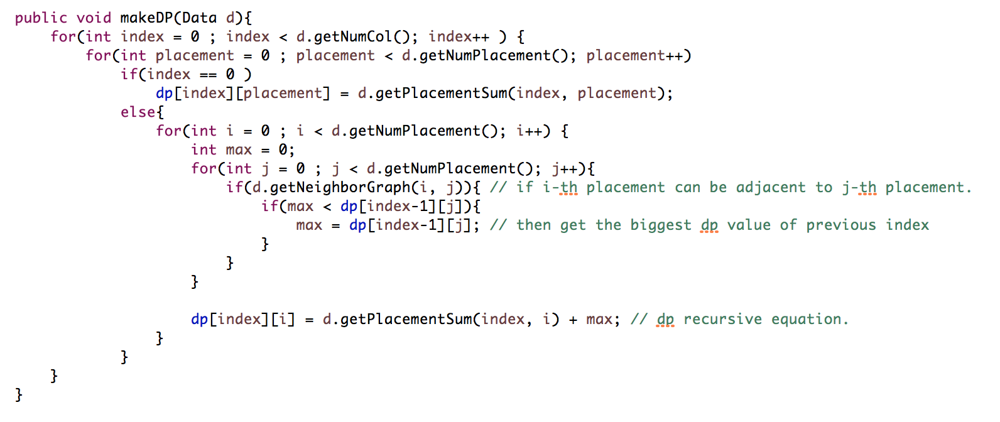 public void makeDP(Data d){
    for(int index = 0 ; index < d.getNumCol(); index++ ) {
        for(int placement = 0 ; placement < d.getNumPlacement(); placement++)
            if(index == 0 )
                dp[index][placement] = d.getPlacementSum(index, placement);
            else{
                for(int i = 0 ; i < d.getNumPlacement(); i++) {
                    int max = 0;
                    for(int j = 0 ; j < d.getNumPlacement(); j++){
                        if(d.getNeighborGraph(i, j)){ // if i-th placement can be adjacent to j-th placement.
                            if(max < dp[index-1][j]){
                                max = dp[index-1][j]; // then get the biggest dp value of previous index
                            }
                        }
                    }

                    dp[index][i] = d.getPlacementSum(index, i) + max; // dp recursive equation.
                }
            }
    }
}